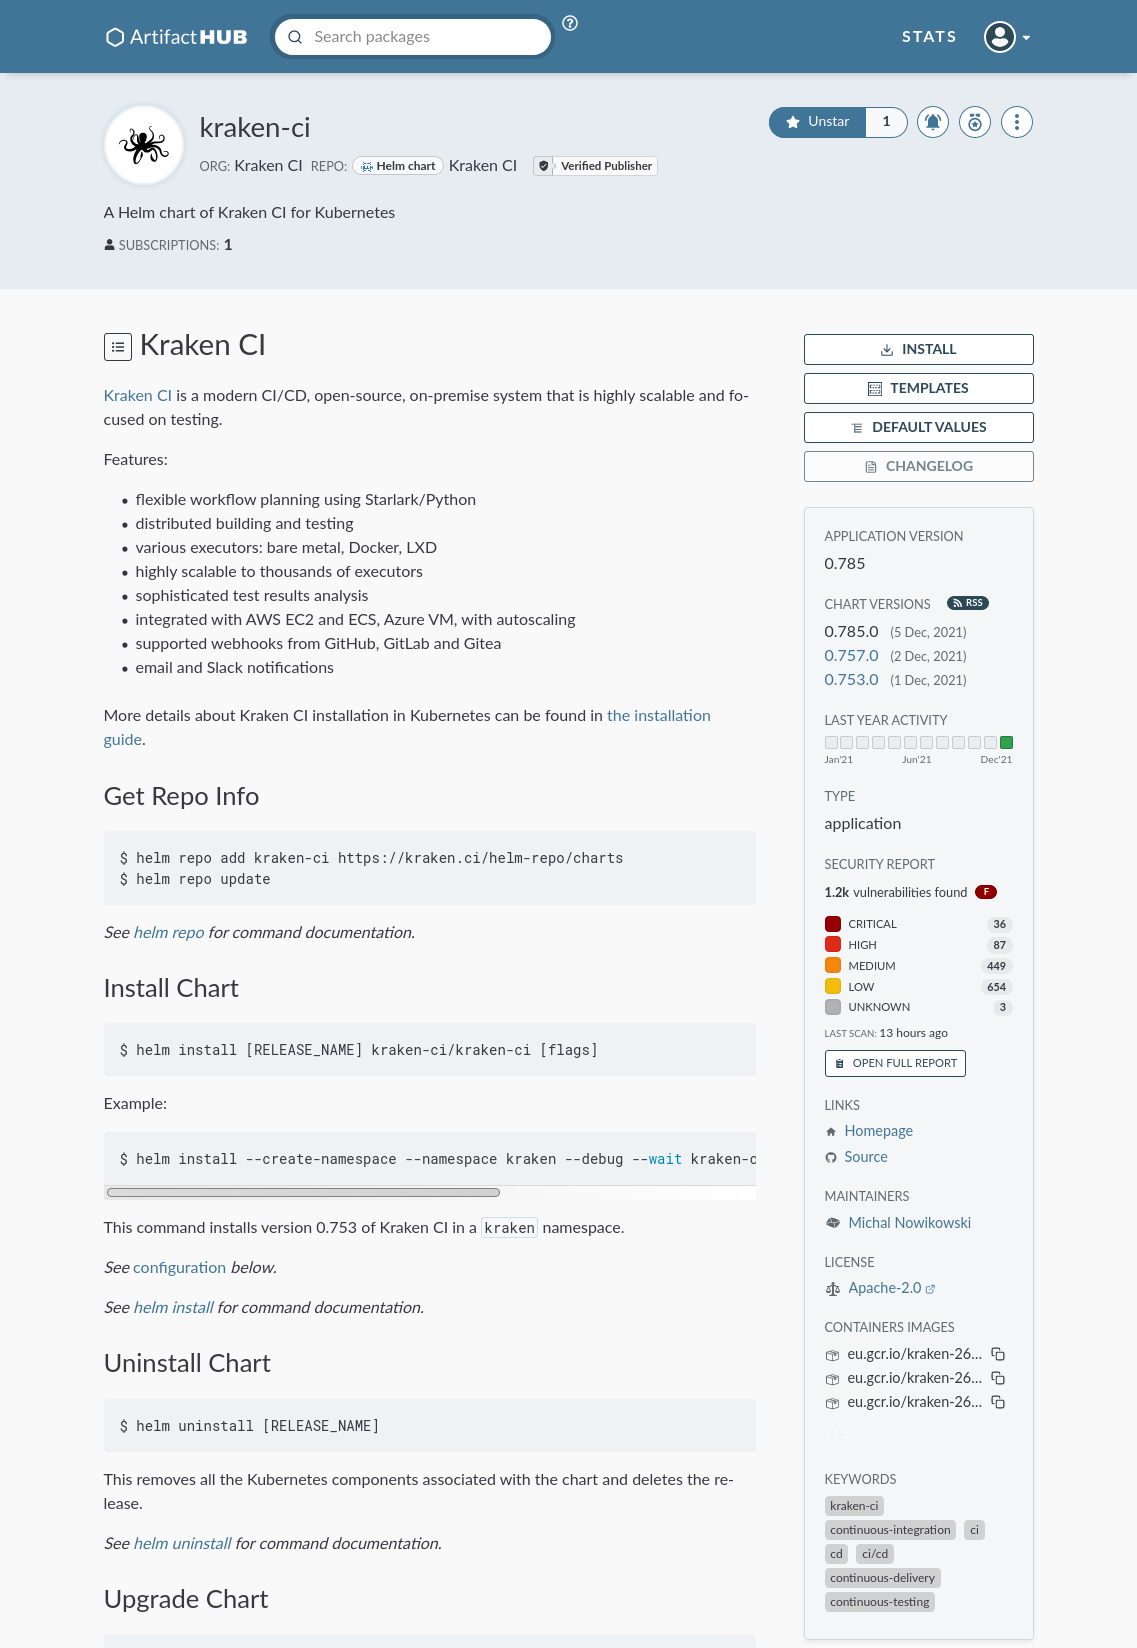 ArtifactHUB
Search packages
STATS
kraken-ci
Unstar 1
ORG: Kraken CI REPO: Helm chart Kraken CI Verified Publisher
A Helm chart of Kraken CI for Kubernetes
SUBSCRIPTIONS: 1
Kraken CI
Kraken CI is a modern CI/CD, open-source, on-premise system that is highly scalable and fo-
cused on testing.
Features:
• flexible workflow planning using Starlark/Python
• distributed building and testing
• various executors: bare metal, Docker, LXD
• highly scalable to thousands of executors
• sophisticated test results analysis
• integrated with AWS EC2 and ECS, Azure VM, with autoscaling
• supported webhooks from GitHub, GitLab and Gitea
• email and Slack notifications
More details about Kraken CI installation in Kubernetes can be found in the installation
guide.
Get Repo Info
$ helm repo add kraken-ci https://kraken.ci/helm-repo/charts
$ helm repo update
See helm repo for command documentation.
Install Chart
$ helm install [RELEASE_NAME] kraken-ci/kraken-ci [flags]
Example:
$ helm install --create-namespace --namespace kraken --debug --wait kraken-c
This command installs version 0.753 of Kraken CI in a kraken namespace.
See configuration below.
See helm install for command documentation.
Uninstall Chart
$ helm uninstall [RELEASE_NAME]
This removes all the Kubernetes components associated with the chart and deletes the re-
lease.
See helm uninstall for command documentation.
Upgrade Chart
INSTALL
TEMPLATES
DEFAULT VALUES
CHANGELOG
APPLICATION VERSION
0.785
CHART VERSIONS RSS
0.785.0 (5 Dec, 2021)
0.757.0 (2 Dec, 2021)
0.753.0 (1 Dec, 2021)
LAST YEAR ACTIVITY
Jan'21 Jun'21 Dec'21
TYPE
application
SECURITY REPORT
1.2k vulnerabilities found F
CRITICAL 36
HIGH 87
MEDIUM 449
LOW 654
UNKNOWN 3
LAST SCAN: 13 hours ago
OPEN FULL REPORT
LINKS
Homepage
Source
MAINTAINERS
Michal Nowikowski
LICENSE
Apache-2.0
CONTAINERS IMAGES
eu.gcr.io/kraken-26...
eu.gcr.io/kraken-26...
eu.gcr.io/kraken-26...
KEYWORDS
kraken-ci
continuous-integration ci
cd ci/cd
continuous-delivery
continuous-testing